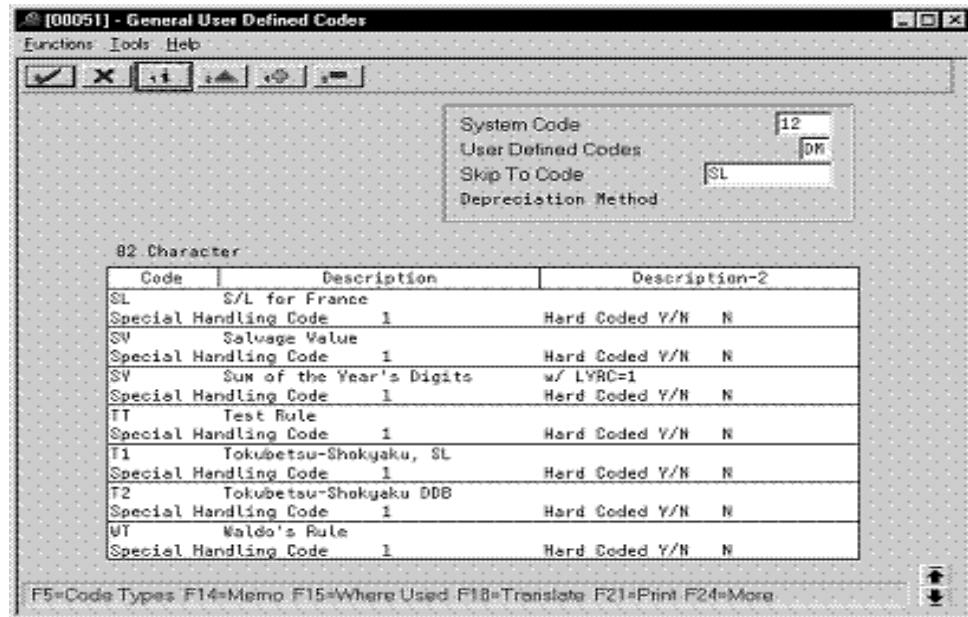 [00051] - General User Defined Codes
Functions Tools Help
System Code 12
User Defined Codes DM
Skip To Code SL
Depreciation Method
02 Character
Code Description Description-2
SL S/L for France
Special Handling Code 1 Hard Coded Y/N N
SV Salvage Value
Special Handling Code 1 Hard Coded Y/N N
SY Sum of the Year's Digits w/ LYRC=1
Special Handling Code 1 Hard Coded Y/N N
TT Test Rule
Special Handling Code 1 Hard Coded Y/N N
T1 Tokubetsu-Shokyaku, SL
Special Handling Code 1 Hard Coded Y/N N
T2 Tokubetsu-Shokyaku DDB
Special Handling Code 1 Hard Coded Y/N N
Waldo's Rule
Special Handling Code 1 Hard Coded Y/N N
F5=Code Types F14=Memo F15=Where Used F18=Translate F21=Print F24=More